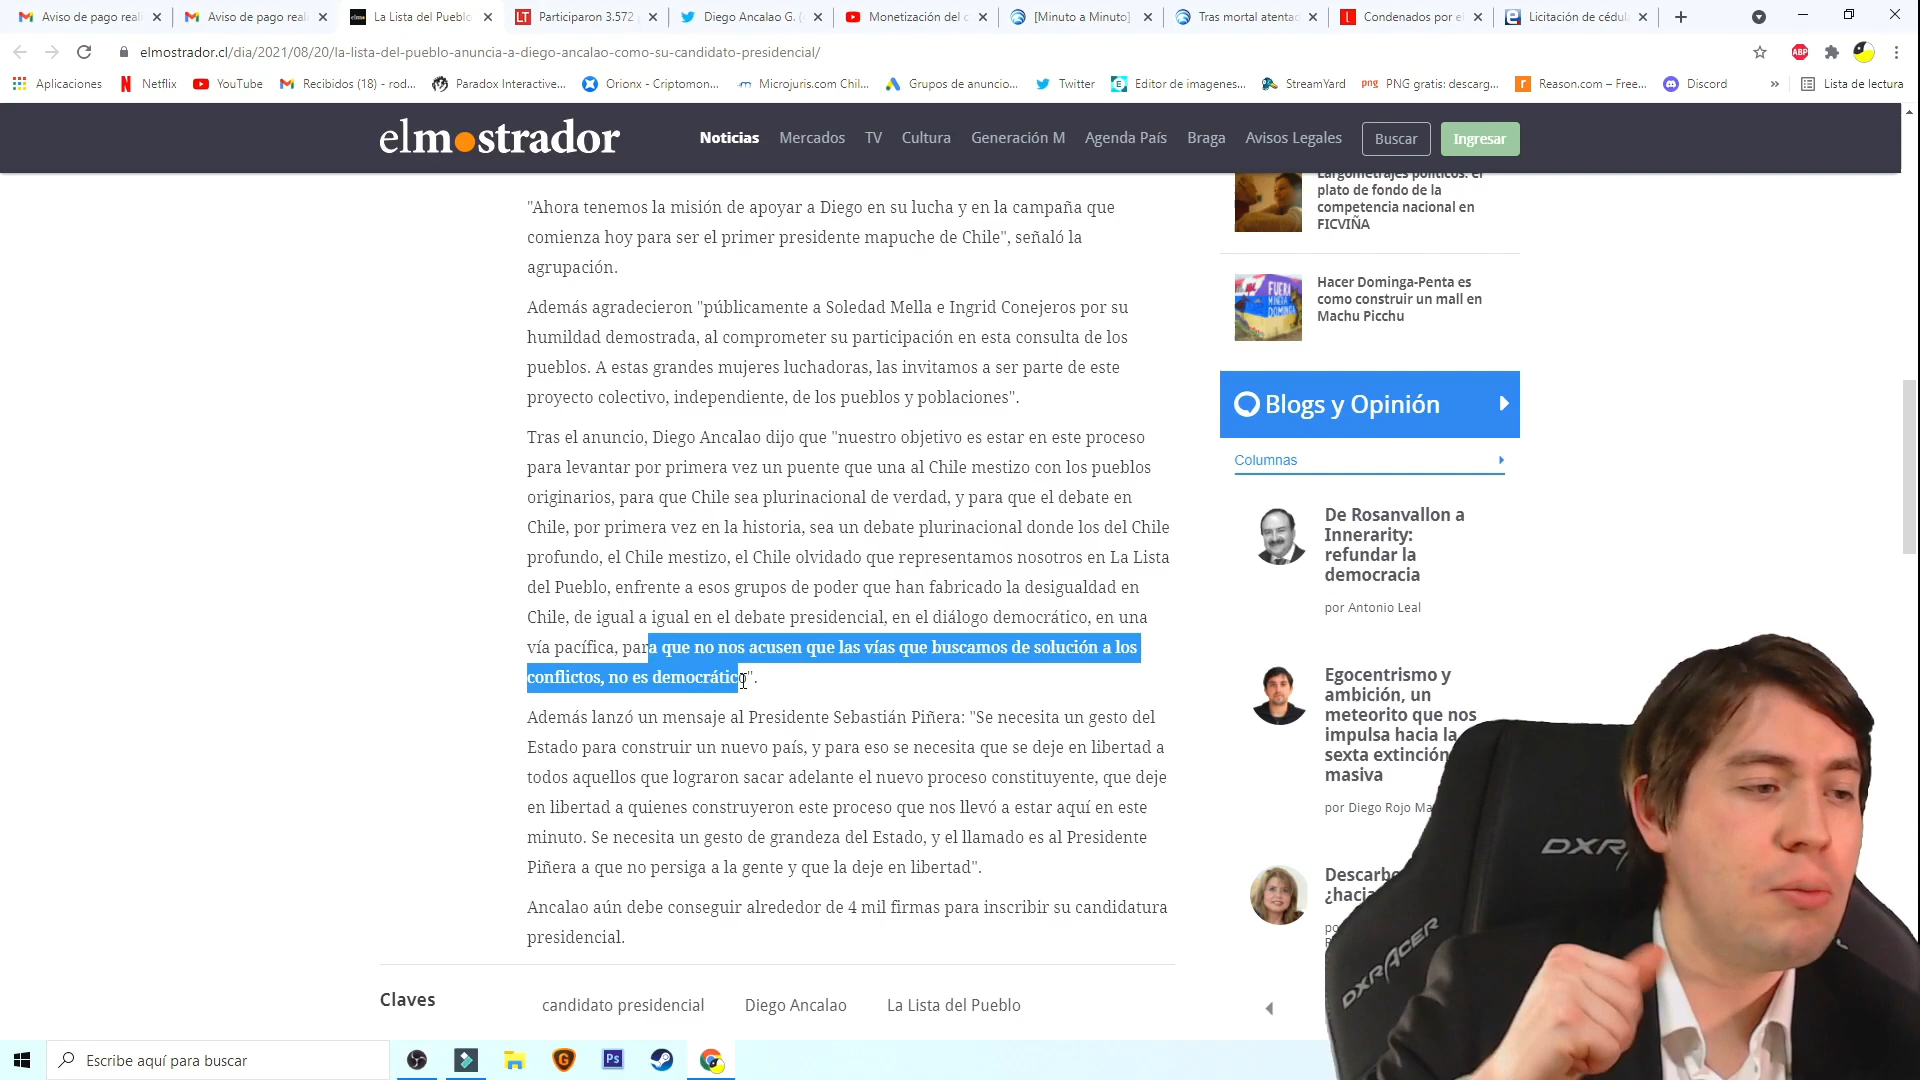 Aviso de pago reali
Aviso de pago reali
La Lista del Pueblo
Participaron 3.572
Diego Ancalao G. (
Monetización del c
[Minuto a Minuto]
Tras mortal atenta
Condenados por e
Licitación de cédul
elmostrador.cl/dia/2021/08/20/la-lista-del-pueblo-anuncia-a-diego-ancalao-como-su-candidato-presidencial/
ABP
Aplicaciones
Netflix
YouTube
Recibidos (18) - rod...
Paradox Interactive...
Orionx - Criptomon...
Microjuris.com Chil...
Grupos de anuncio...
Twitter
Editor de imagenes...
StreamYard
png PNG gratis: descarg...
Reason.com – Free...
Discord
»
Lista de lectura
elmostrador
Noticias Mercados TV Cultura Generación M Agenda País Braga Avisos Legales Buscar Ingresar
"Ahora tenemos la misión de apoyar a Diego en su lucha y en la campaña que
comienza hoy para ser el primer presidente mapuche de Chile", señaló la
agrupación.
Además agradecieron "públicamente a Soledad Mella e Ingrid Conejeros por su
humildad demostrada, al comprometer su participación en esta consulta de los
pueblos. A estas grandes mujeres luchadoras, las invitamos a ser parte de este
proyecto colectivo, independiente, de los pueblos y poblaciones".
Tras el anuncio, Diego Ancalao dijo que "nuestro objetivo es estar en este proceso
para levantar por primera vez un puente que una al Chile mestizo con los pueblos
originarios, para que Chile sea plurinacional de verdad, y para que el debate en
Chile, por primera vez en la historia, sea un debate plurinacional donde los del Chile
profundo, el Chile mestizo, el Chile olvidado que representamos nosotros en La Lista
del Pueblo, enfrente a esos grupos de poder que han fabricado la desigualdad en
Chile, de igual a igual en el debate presidencial, en el diálogo democrático, en una
vía pacífica, para que no nos acusen que las vías que buscamos de solución a los
conflictos, no es democrático".
Además lanzó un mensaje al Presidente Sebastián Piñera: "Se necesita un gesto del
Estado para construir un nuevo país, y para eso se necesita que se deje en libertad a
todos aquellos que lograron sacar adelante el nuevo proceso constituyente, que deje
en libertad a quienes construyeron este proceso que nos llevó a estar aquí en este
minuto. Se necesita un gesto de grandeza del Estado, y el llamado es al Presidente
Piñera a que no persiga a la gente y que la deje en libertad".
Ancalao aún debe conseguir alrededor de 4 mil firmas para inscribir su candidatura
presidencial.
Claves candidato presidencial Diego Ancalao La Lista del Pueblo
Largometrajes políticos: el
plato de fondo de la
competencia nacional en
FICVIÑA
FUERA
MINERA
DOMINGA
Hacer Dominga-Penta es
como construir un mall en
Machu Picchu
Blogs y Opinión
Columnas
De Rosanvallon a
Innerarity:
refundar la
democracia
por Antonio Leal
Egocentrismo y
ambición, un
meteorito que nos
impulsa hacia la
sexta extinción
masiva
por Diego Rojo Ma
Descarbo
¿hacia
po
DXR
DXRACER
Escribe aquí para buscar
Ps